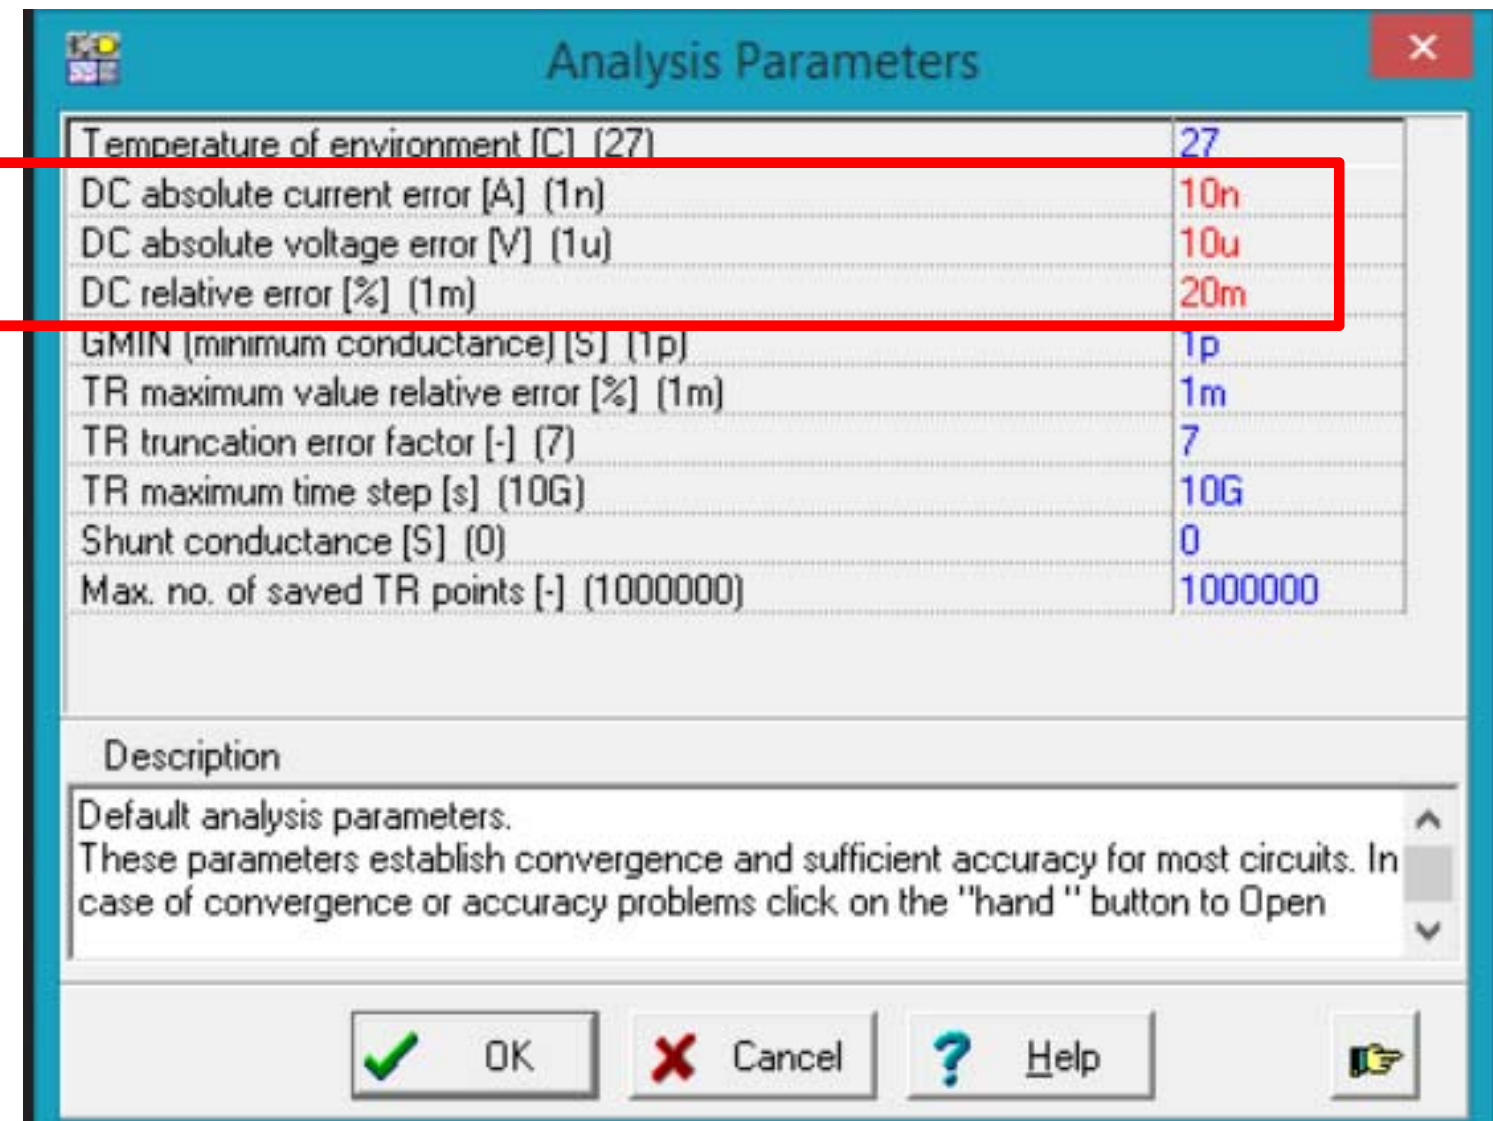 Analysis Parameters
Temperature of environment [C] (27) 27
DC absolute current error [A] (1n) 10n
DC absolute voltage error [V] (1u) 10u
DC relative error [%] (1m) 20m
GMIN (minimum conductance) [S] (1p) 1p
TR maximum value relative error [%] (1m) 1m
TR truncation error factor [-] (7) 7
TR maximum time step [s] (10G) 10G
Shunt conductance [S] (0) 0
Max. no. of saved TR points [-] (1000000) 1000000
Description
Default analysis parameters.
These parameters establish convergence and sufficient accuracy for most circuits. In
case of convergence or accuracy problems click on the "hand " button to Open
OK Cancel Help